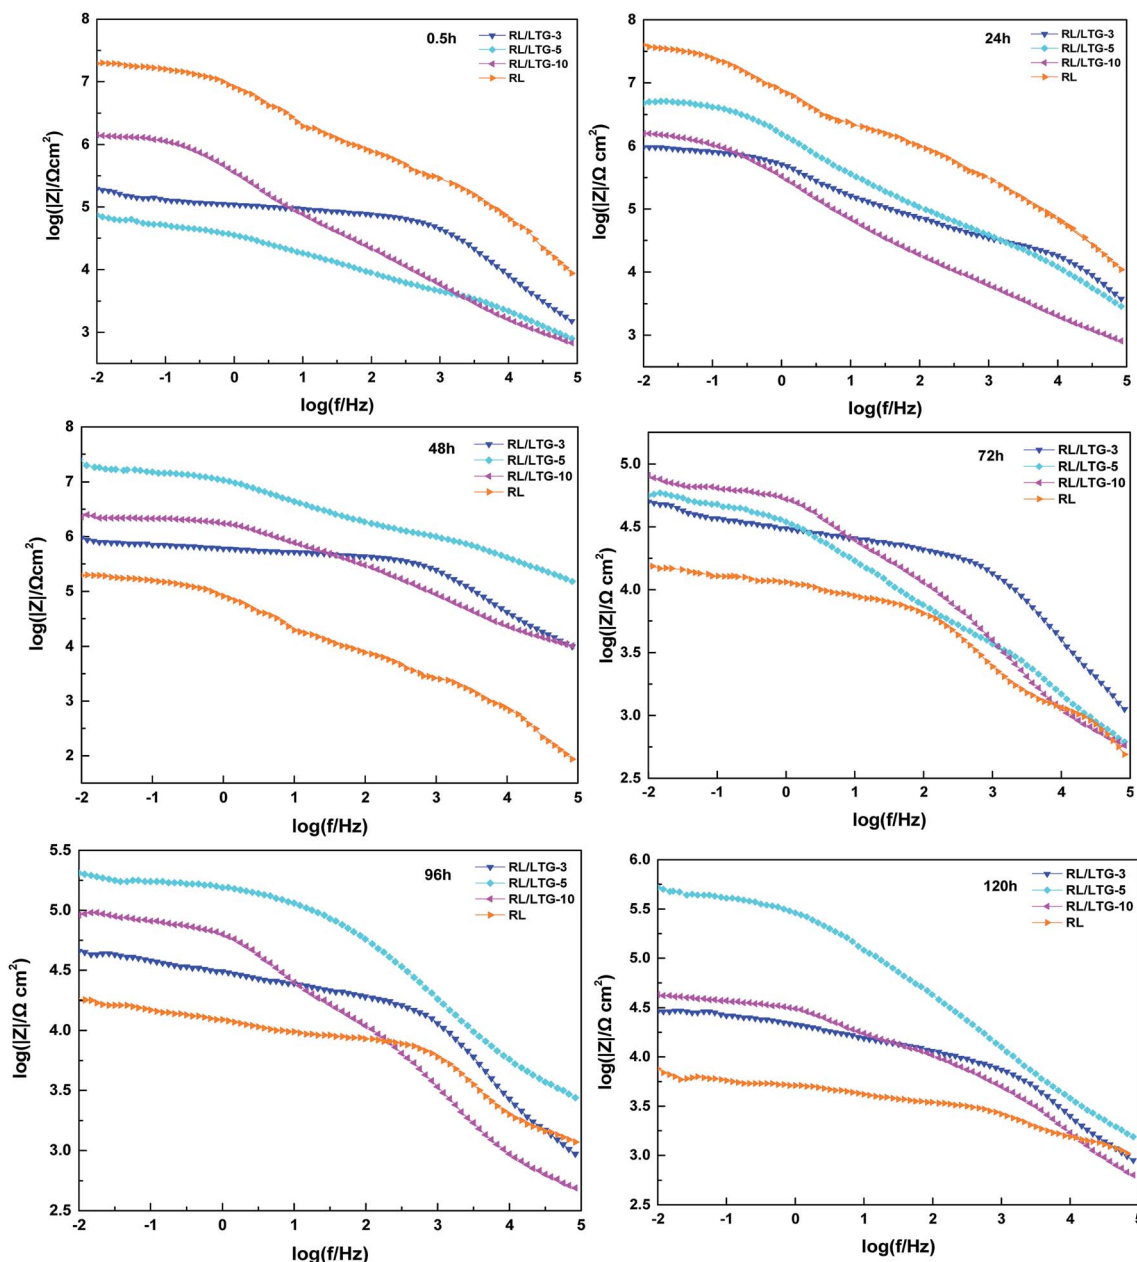 0.5h
RL/LTG-3
RL/LTG-5
RL/LTG-10
RL
8
7
6
5
4
3
log(|Z|/Ωcm²)
-2 -1 0 1 2 3 4 5
log(f/Hz)
24h
RL/LTG-3
RL/LTG-5
RL/LTG-10
RL
8
7
6
5
4
3
log(|Z|/Ω cm²)
-2 -1 0 1 2 3 4 5
log(f/Hz)
48h
RL/LTG-3
RL/LTG-5
RL/LTG-10
RL
8
7
6
5
4
3
2
log(|Z|/Ωcm²)
-2 -1 0 1 2 3 4 5
log(f/Hz)
72h
RL/LTG-3
RL/LTG-5
RL/LTG-10
RL
5.0
4.5
4.0
3.5
3.0
2.5
log(|Z|/Ω cm²)
-2 -1 0 1 2 3 4 5
log(f/Hz)
96h
RL/LTG-3
RL/LTG-5
RL/LTG-10
RL
5.5
5.0
4.5
4.0
3.5
3.0
2.5
log(|Z|/Ω cm²)
-2 -1 0 1 2 3 4 5
log(f/Hz)
120h
RL/LTG-3
RL/LTG-5
RL/LTG-10
RL
6.0
5.5
5.0
4.5
4.0
3.5
3.0
2.5
log(|Z|/Ω cm²)
-2 -1 0 1 2 3 4 5
log(f/Hz)